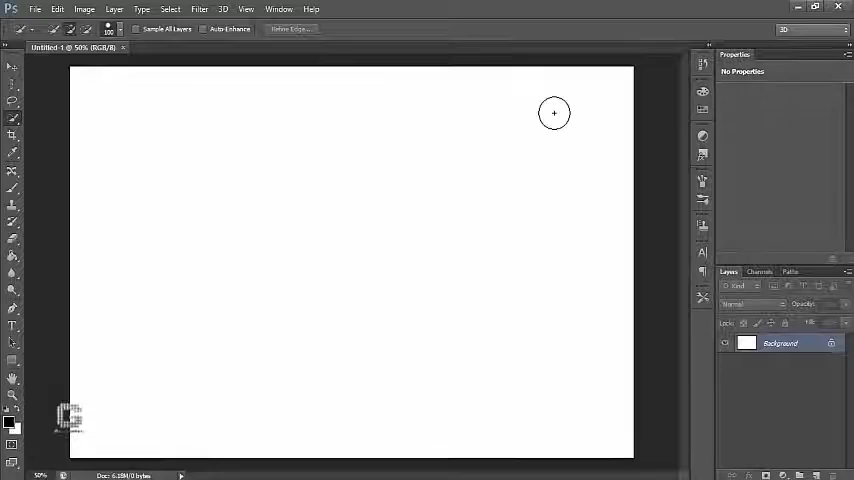 Ps File Edit Image Layer Type Select Filter 3D View Window Help
100 Sample All Layers Auto-Enhance Refine Edge... 3D
Untitled-1 @ 50% (RGB/8) ×
Properties
No Properties
Layers Channels Paths
Kind
Normal Opacity:
Lock: Fill:
Background
G
50% Doc: 6.18M/0 bytes